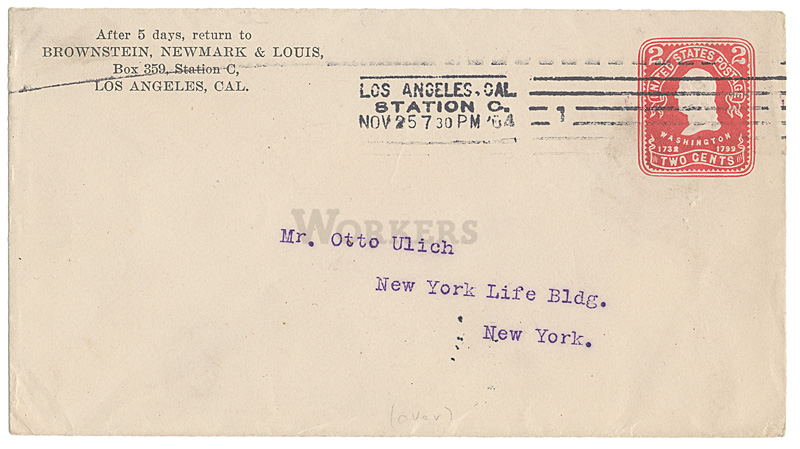 After 5 days, return to
BROWNSTEIN, NEWMARK & LOUIS,
Box 359, Station C,
LOS ANGELES, CAL.
LOS ANGELES, CAL.
STATION C.
NOV 25 7 30 PM '04
1
2 UNITED STATES POSTAGE 2
WASHINGTON
1732 1799
TWO CENTS
WORKERS
Mr. Otto Ulich
New York Life Bldg.
New York.
(over)